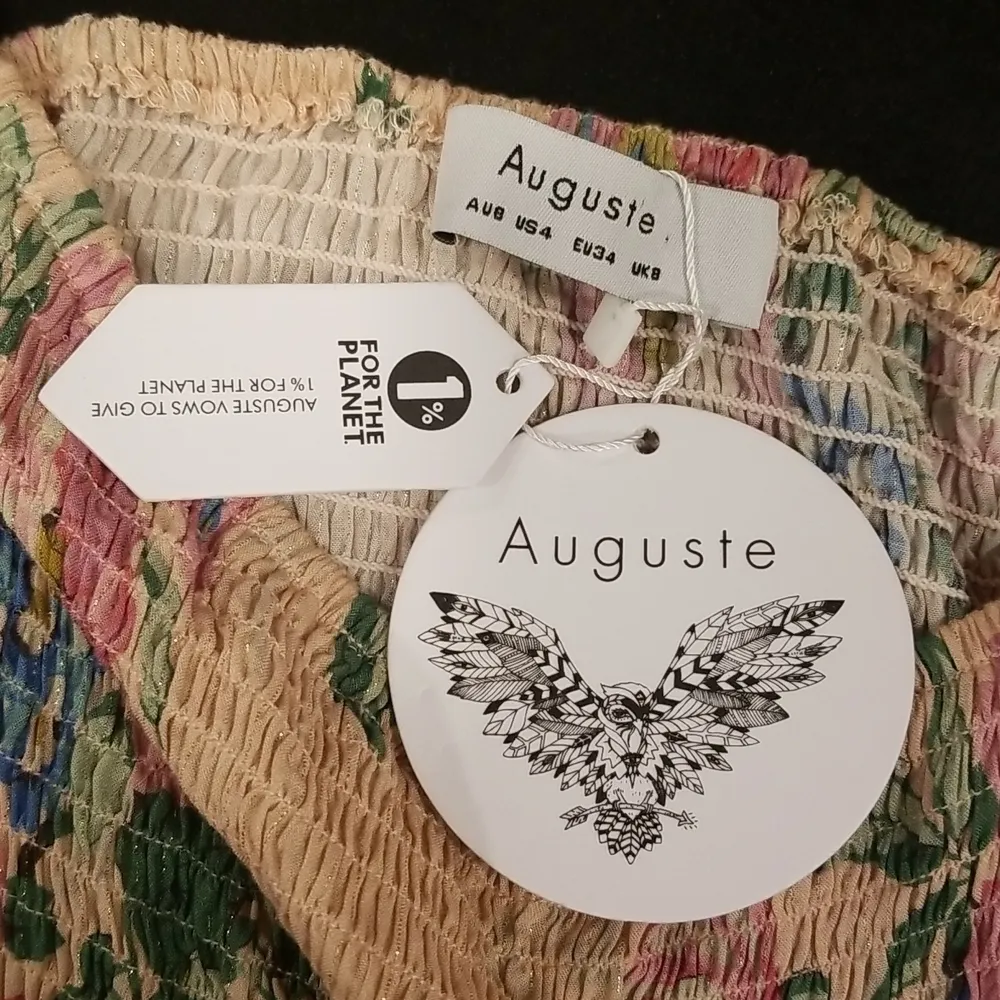 Auguste
AU8 US4 EU34 UK8
1%
FOR THE
PLANET.
AUGUSTE VOWS TO GIVE
1% FOR THE PLANET
Auguste